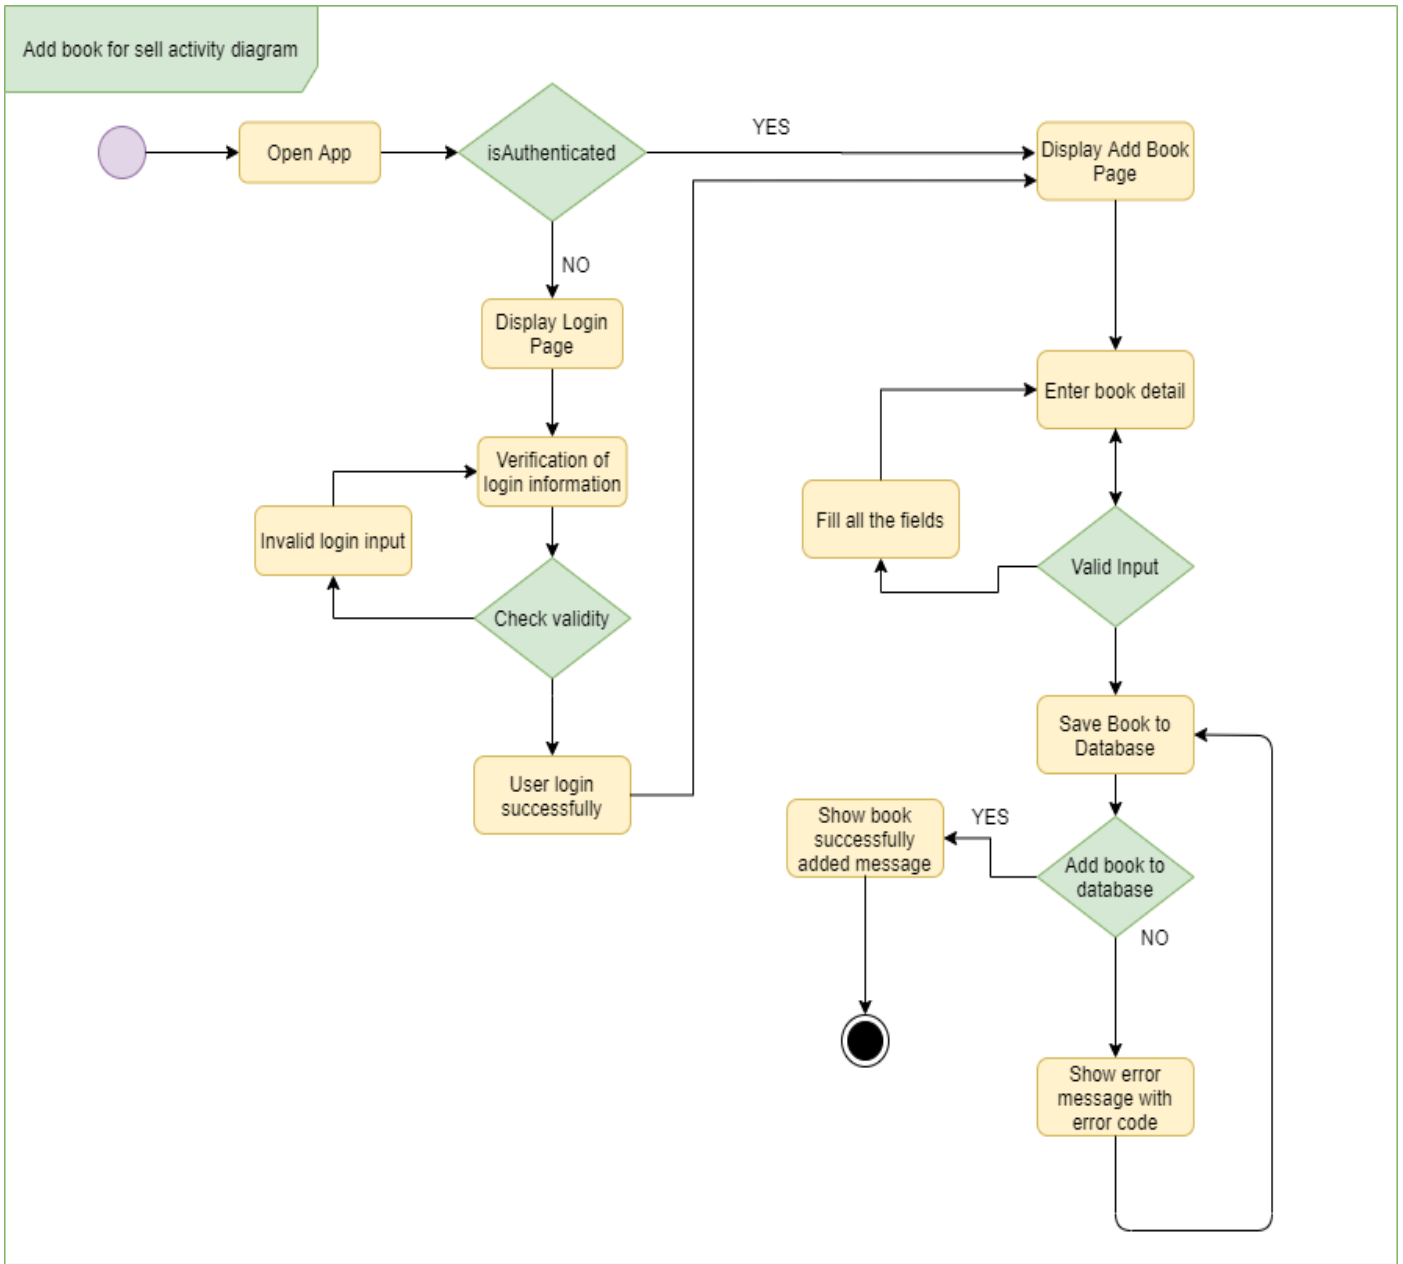 Add book for sell activity diagram
Open App
isAuthenticated
YES
Display Add Book
Page
NO
Display Login
Page
Verification of
login information
Invalid login input
Check validity
User login
successfully
Enter book detail
Fill all the fields
Valid Input
Save Book to
Database
Show book
successfully
added message
YES
Add book to
database
NO
Show error
message with
error code